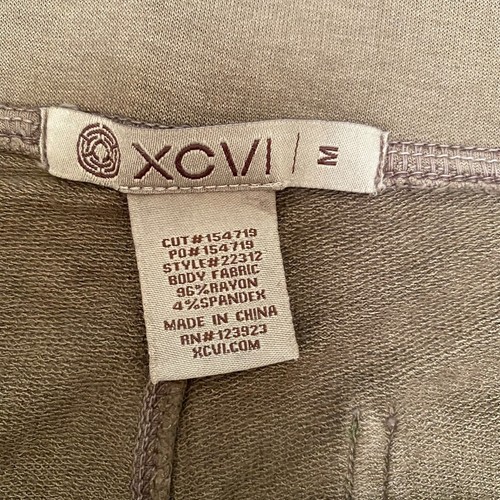 XCVI | M
CUT#154719
PO#154719
STYLE#22312
BODY FABRIC
96%RAYON
4%SPANDEX
MADE IN CHINA
RN#123923
XCVI.COM